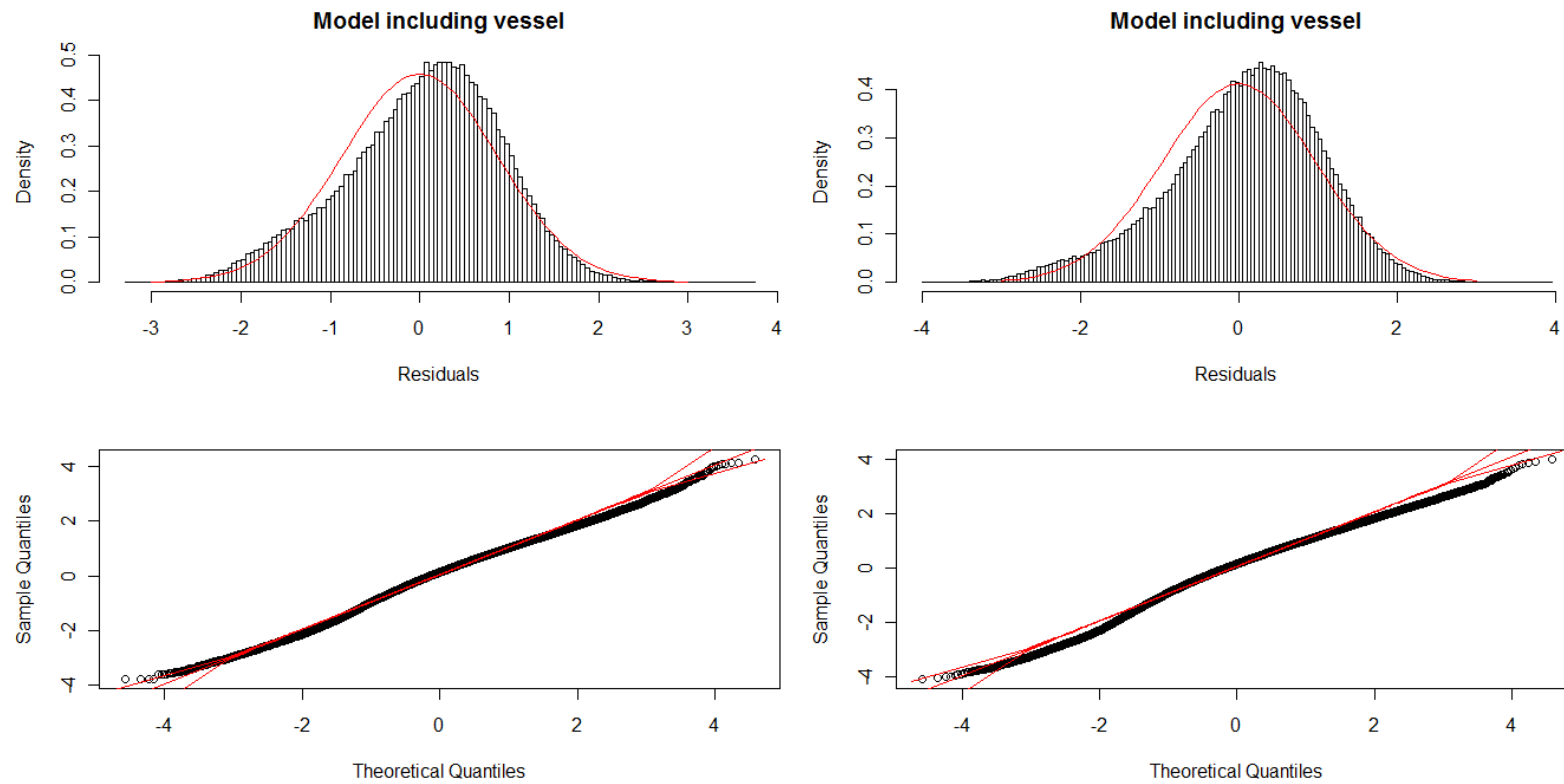 Model including vessel
Density
0.0 0.1 0.2 0.3 0.4 0.5
-3 -2 -1 0 1 2 3 4
Residuals
Model including vessel
Density
0.0 0.1 0.2 0.3 0.4
-4 -2 0 2 4
Residuals
Sample Quantiles
-4 -2 0 2 4
-4 -2 0 2 4
Theoretical Quantiles
Sample Quantiles
-4 -2 0 2 4
-4 -2 0 2 4
Theoretical Quantiles